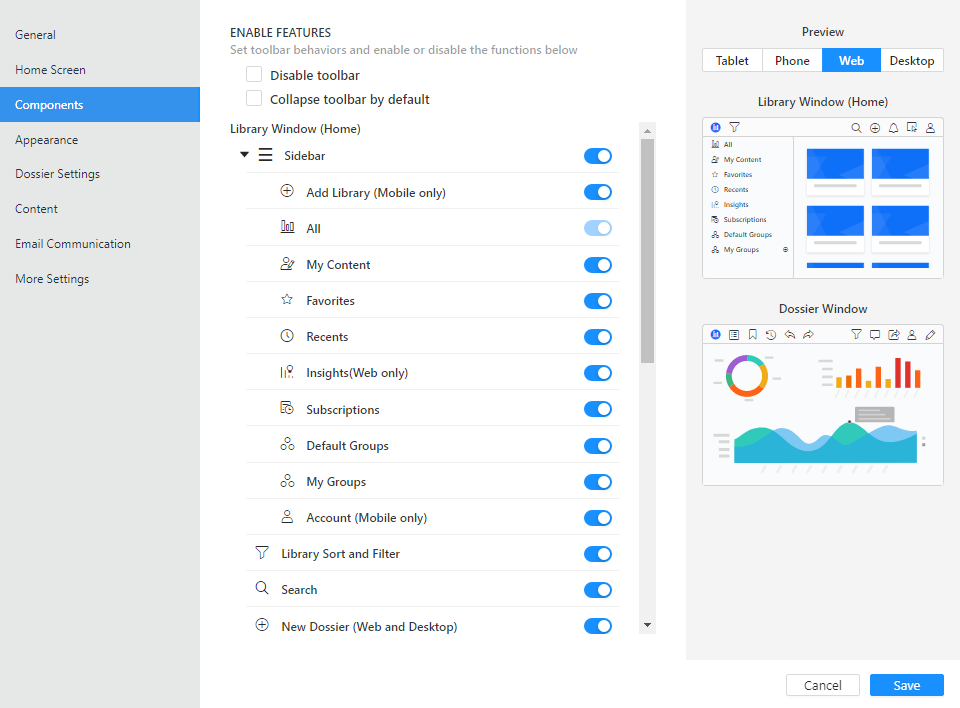 General
Home Screen
Components
Appearance
Dossier Settings
Content
Email Communication
More Settings
ENABLE FEATURES
Set toolbar behaviors and enable or disable the functions below
Disable toolbar
Collapse toolbar by default
Library Window (Home)
Sidebar
Add Library (Mobile only)
All
My Content
Favorites
Recents
Insights(Web only)
Subscriptions
Default Groups
My Groups
Account (Mobile only)
Library Sort and Filter
Search
New Dossier (Web and Desktop)
Preview
Tablet Phone Web Desktop
Library Window (Home)
All
My Content
Favorites
Recents
Insights
Subscriptions
Default Groups
My Groups
Dossier Window
Cancel Save